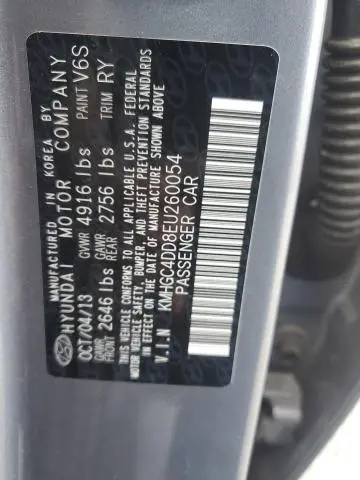 MANUFACTURED IN KOREA BY
HYUNDAI MOTOR COMPANY
OCT/04/13 GVWR 4916 lbs PAINT V6S
GAWR FRONT 2646 lbs GAWR REAR 2756 lbs TRIM RY
THIS VEHICLE CONFORMS TO ALL APPLICABLE U.S.A. FEDERAL
MOTOR VEHICLE SAFETY, BUMPER, AND THEFT PREVENTION STANDARDS
IN EFFECT ON THE DATE OF MANUFACTURE SHOWN ABOVE
V.I.N KMHGC4DD8EU260054
PASSENGER CAR